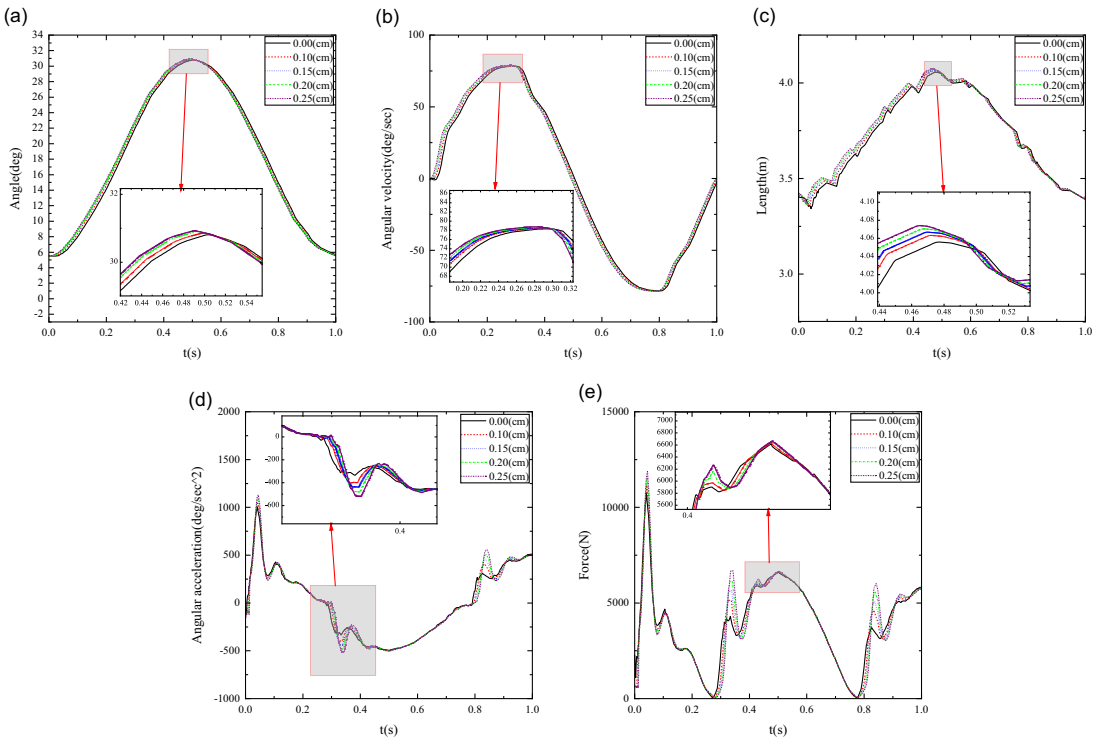 (a)
34
32
30
28
26
24
22
20
18
16
14
12
10
8
6
4
2
0
-2
Angle(deg)
0.00(cm)
0.10(cm)
0.15(cm)
0.20(cm)
0.25(cm)
32
30
0.42 0.44 0.46 0.48 0.50 0.52 0.54
0.0 0.2 0.4 0.6 0.8 1.0
t(s)
(b)
100
50
0
-50
-100
Angular velocity(deg/sec)
0.00(cm)
0.10(cm)
0.15(cm)
0.20(cm)
0.25(cm)
86
84
82
80
78
76
74
72
70
68
0.20 0.22 0.24 0.26 0.28 0.30 0.32
0.0 0.2 0.4 0.6 0.8 1.0
t(s)
(c)
4.0
3.5
3.0
Length(m)
0.00(cm)
0.10(cm)
0.15(cm)
0.20(cm)
0.25(cm)
4.10
4.08
4.06
4.04
4.02
4.00
0.44 0.46 0.48 0.50 0.52
0.0 0.2 0.4 0.6 0.8 1.0
t(s)
(d)
2000
1500
1000
500
0
-500
-1000
Angular acceleration(deg/sec^2)
0.00(cm)
0.10(cm)
0.15(cm)
0.20(cm)
0.25(cm)
0
-200
-400
-600
0.4
0.0 0.2 0.4 0.6 0.8 1.0
t(s)
(e)
15000
10000
5000
0
Force(N)
0.00(cm)
0.10(cm)
0.15(cm)
0.20(cm)
0.25(cm)
7000
6800
6600
6400
6200
6000
5800
5600
0.4
0.0 0.2 0.4 0.6 0.8 1.0
t(s)